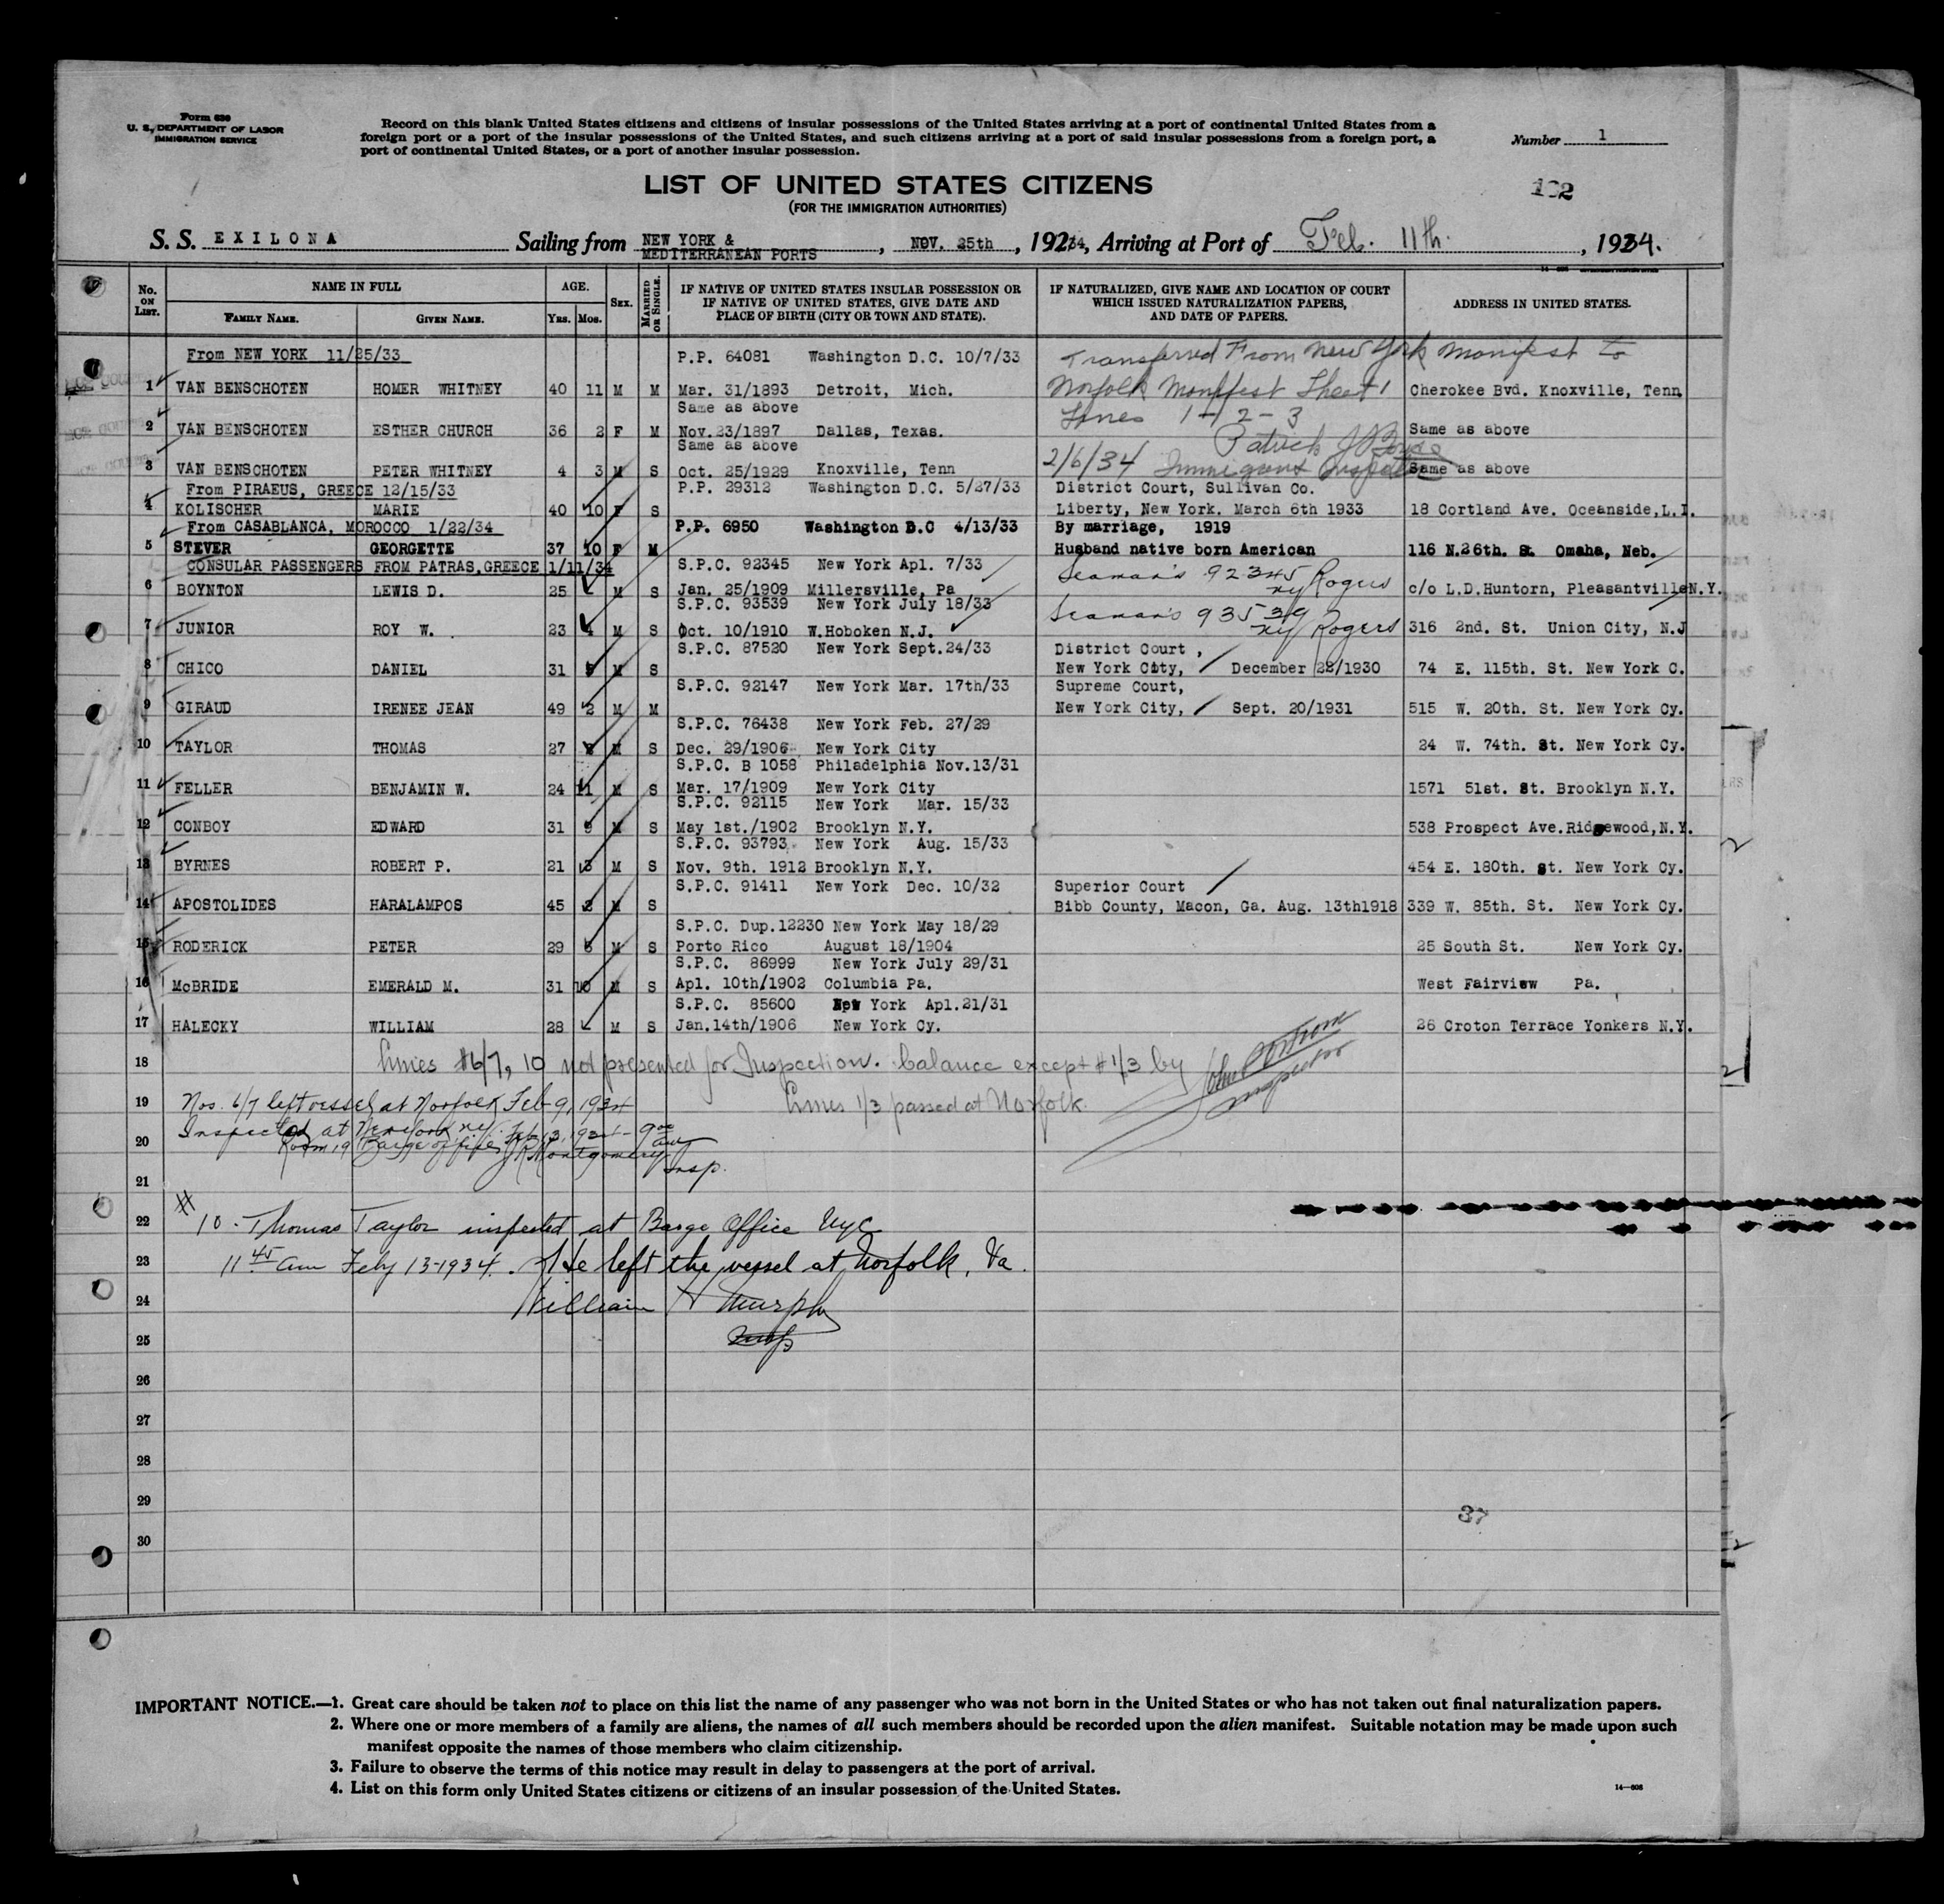 Form 630
U. S. DEPARTMENT OF LABOR
IMMIGRATION SERVICE
Record on this blank United States citizens and citizens of insular possessions of the United States arriving at a port of continental United States from a
foreign port or a port of the insular possessions of the United States, and such citizens arriving at a port of said insular possessions from a foreign port, a
port of continental United States, or a port of another insular possession.
Number 1
LIST OF UNITED STATES CITIZENS
(FOR THE IMMIGRATION AUTHORITIES)
S. S. EXILONA Sailing from NEW YORK & MEDITERRANEAN PORTS, NOV. 25th, 1934, Arriving at Port of Feb. 11th., 1934.
No. ON LIST. NAME IN FULL FAMILY NAME. GIVEN NAME. AGE. YRS. MOS. SEX. MARRIED OR SINGLE. IF NATIVE OF UNITED STATES INSULAR POSSESSION OR IF NATIVE OF UNITED STATES, GIVE DATE AND PLACE OF BIRTH (CITY OR TOWN AND STATE). IF NATURALIZED, GIVE NAME AND LOCATION OF COURT WHICH ISSUED NATURALIZATION PAPERS, AND DATE OF PAPERS. ADDRESS IN UNITED STATES.
From NEW YORK 11/25/33 P.P. 64081 Washington D.C. 10/7/33 Transferred From New York Manifest to
1 VAN BENSCHOTEN HOMER WHITNEY 40 11 M M Mar. 31/1893 Detroit, Mich. Norfolk Manifest Sheet 1 Cherokee Bvd. Knoxville, Tenn
Same as above Lines 1 - 2 - 3
2 VAN BENSCHOTEN ESTHER CHURCH 36 2 F M Nov.23/1897 Dallas, Texas. Same as above
Same as above Patrick J
3 VAN BENSCHOTEN PETER WHITNEY 4 3 M S Oct. 25/1929 Knoxville, Tenn 2/6/34 Immigrant Inspector Same as above
From PIRAEUS, GREECE 12/15/33 P.P. 29312 Washington D.C. 5/27/33 District Court, Sullivan Co.
4 KOLISCHER MARIE 40 10 F S Liberty, New York. March 6th 1933 18 Cortland Ave. Oceanside,L.I.
From CASABLANCA, MOROCCO 1/22/34 P.P. 6950 Washington D.C 4/13/33 By marriage, 1919
5 STEVER GEORGETTE 37 10 F M Husband native born American 116 N.26th. St. Omaha, Neb.
CONSULAR PASSENGERS FROM PATRAS,GREECE 1/11/34 S.P.C. 92345 New York Apl. 7/33 Seaman's 92345
6 BOYNTON LEWIS D. 25 M S Jan. 25/1909 Millersville, Pa NY Rogers c/o L.D.Huntorn, Pleasantville N.Y.
S.P.C. 93539 New York July 18/33 Seaman's 93539
7 JUNIOR ROY W. 23 4 M S Oct. 10/1910 W.Hoboken N.J. NY Rogers 316 2nd. St. Union City, N.J
S.P.C. 87520 New York Sept.24/33 District Court,
8 CHICO DANIEL 31 M S New York City, December 28/1930 74 E. 115th. St. New York C.
S.P.C. 92147 New York Mar. 17th/33 Supreme Court,
9 GIRAUD IRENEE JEAN 49 2 M M New York City, Sept. 20/1931 515 W. 20th. St. New York Cy.
S.P.C. 76438 New York Feb. 27/29
10 TAYLOR THOMAS 27 M S Dec. 29/1906 New York City 24 W. 74th. St. New York Cy.
S.P.C. B 1058 Philadelphia Nov.13/31
11 FELLER BENJAMIN W. 24 11 M S Mar. 17/1909 New York City 1571 51st. St. Brooklyn N.Y.
S.P.C. 92115 New York Mar. 15/33
12 CONBOY EDWARD 31 9 M S May 1st./1902 Brooklyn N.Y. 538 Prospect Ave.Ridgewood,N.Y.
S.P.C. 93793 New York Aug. 15/33
13 BYRNES ROBERT P. 21 3 M S Nov. 9th. 1912 Brooklyn N.Y. 454 E. 180th. St. New York Cy.
S.P.C. 91411 New York Dec. 10/32 Superior Court
14 APOSTOLIDES HARALAMPOS 45 M S Bibb County, Macon, Ga. Aug. 13th1918 339 W. 85th. St. New York Cy.
S.P.C. Dup.12230 New York May 18/29
15 RODERICK PETER 29 M S Porto Rico August 18/1904 25 South St. New York Cy.
S.P.C. 86999 New York July 29/31
16 McBRIDE EMERALD M. 31 10 M S Apl. 10th/1902 Columbia Pa. West Fairview Pa.
S.P.C. 85600 New York Apl.21/31
17 HALECKY WILLIAM 28 M S Jan.14th/1906 New York Cy. 26 Croton Terrace Yonkers N.Y.
18 Lines #6/7, 10 not presented for Inspection. balance except #1/3 by
Inspector
19 Nos. 6/7 left vessel at Norfolk Feb 9, 1934 Lines 1/3 passed at Norfolk.
Inspected at New York NY. Feb 13, 1934 - 9 00 am
20 Room 19 Barge office J R Montgomery
Insp.
21
22 # 10 - Thomas Taylor inspected at Barge Office NYC
23 11 45 am Feby 13-1934. He left the vessel at Norfolk, Va.
24 William H Murphy
25 Insp
26
27
28
29
37
30
IMPORTANT NOTICE.—1. Great care should be taken not to place on this list the name of any passenger who was not born in the United States or who has not taken out final naturalization papers.
2. Where one or more members of a family are aliens, the names of all such members should be recorded upon the alien manifest. Suitable notation may be made upon such
manifest opposite the names of those members who claim citizenship.
3. Failure to observe the terms of this notice may result in delay to passengers at the port of arrival.
4. List on this form only United States citizens or citizens of an insular possession of the United States.
14—608